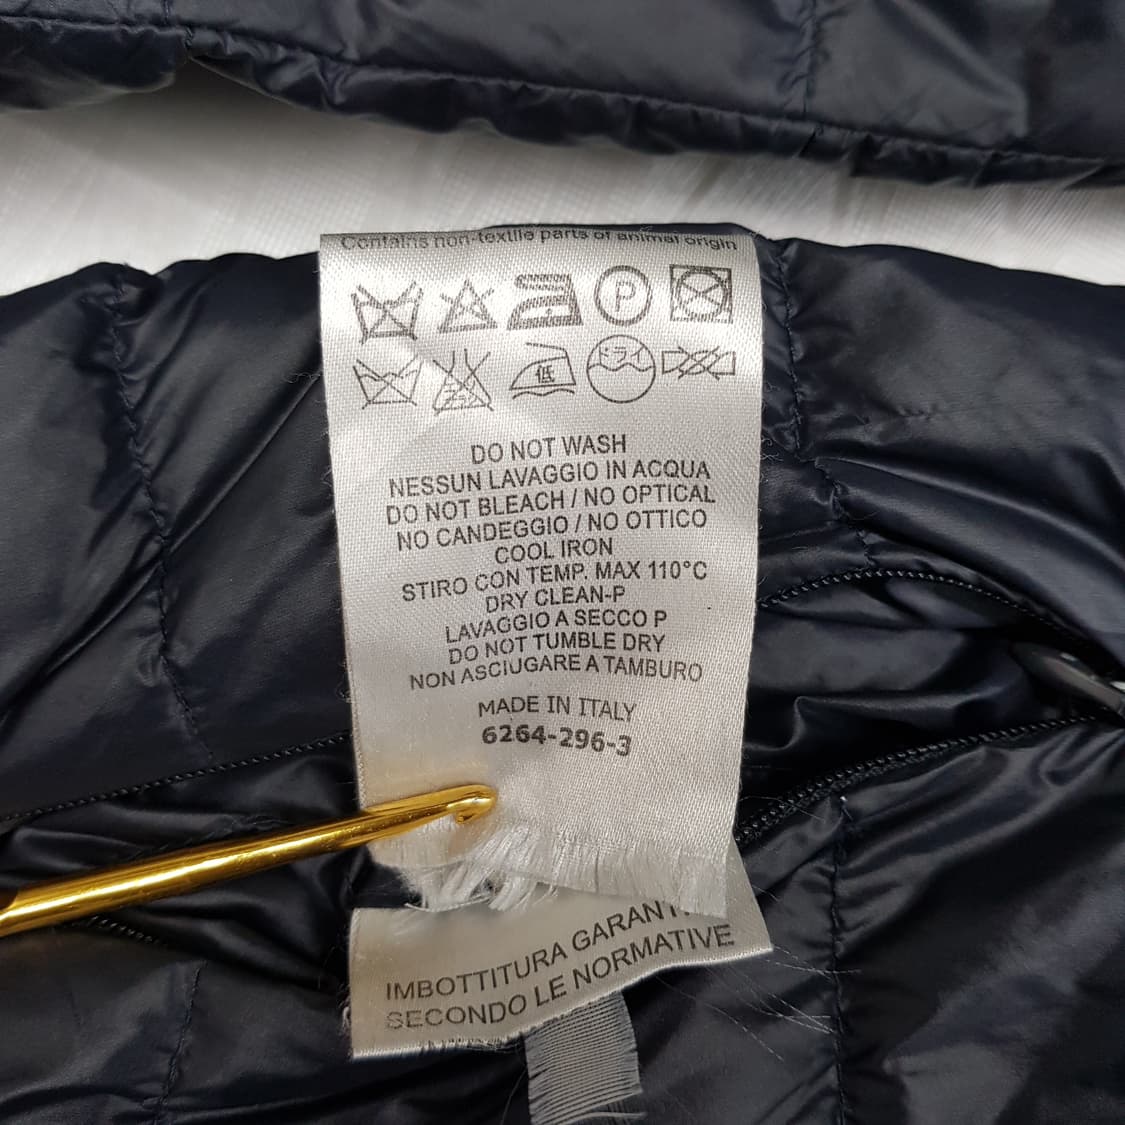 Contains non-textile parts of animal origin
P
低
ドライ
DO NOT WASH
NESSUN LAVAGGIO IN ACQUA
DO NOT BLEACH / NO OPTICAL
NO CANDEGGIO / NO OTTICO
COOL IRON
STIRO CON TEMP. MAX 110°C
DRY CLEAN-P
LAVAGGIO A SECCO P
DO NOT TUMBLE DRY
NON ASCIUGARE A TAMBURO
MADE IN ITALY
6264-296-3
IMBOTTITURA
SECONDO LE NORMATIVE